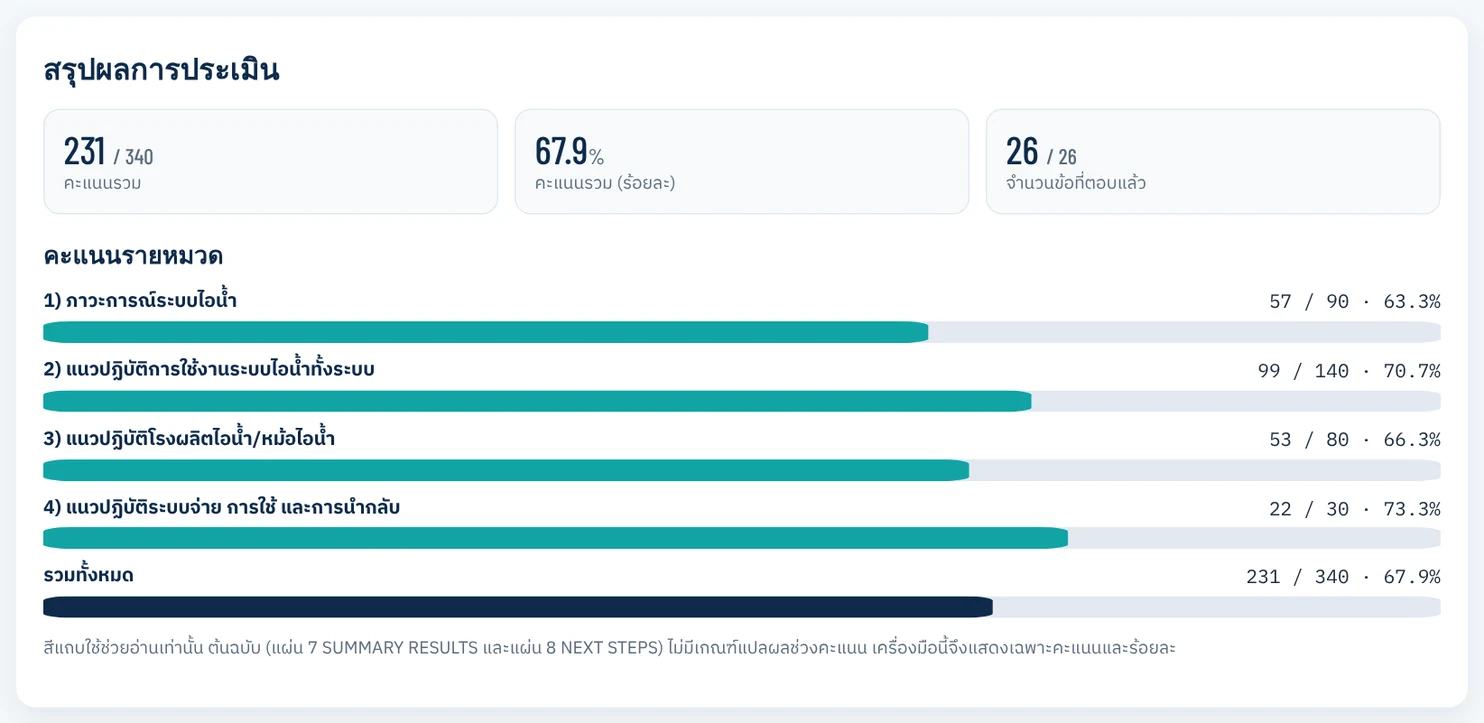 สรุปผลการประเมิน
231 / 340
คะแนนรวม
67.9%
คะแนนรวม (ร้อยละ)
26 / 26
จำนวนข้อที่ตอบแล้ว
คะแนนรายหมวด
1) ภาวะการณ์ระบบไอน้ำ 57 / 90 · 63.3%
2) แนวปฏิบัติการใช้งานระบบไอน้ำทั้งระบบ 99 / 140 · 70.7%
3) แนวปฏิบัติโรงผลิตไอน้ำ/หม้อไอน้ำ 53 / 80 · 66.3%
4) แนวปฏิบัติระบบจ่าย การใช้ และการนำกลับ 22 / 30 · 73.3%
รวมทั้งหมด 231 / 340 · 67.9%
สีแถบใช้ช่วยอ่านเท่านั้น ต้นฉบับ (แผ่น 7 SUMMARY RESULTS และแผ่น 8 NEXT STEPS) ไม่มีเกณฑ์แปลผลช่วงคะแนน เครื่องมือนี้จึงแสดงเฉพาะคะแนนและร้อยละ